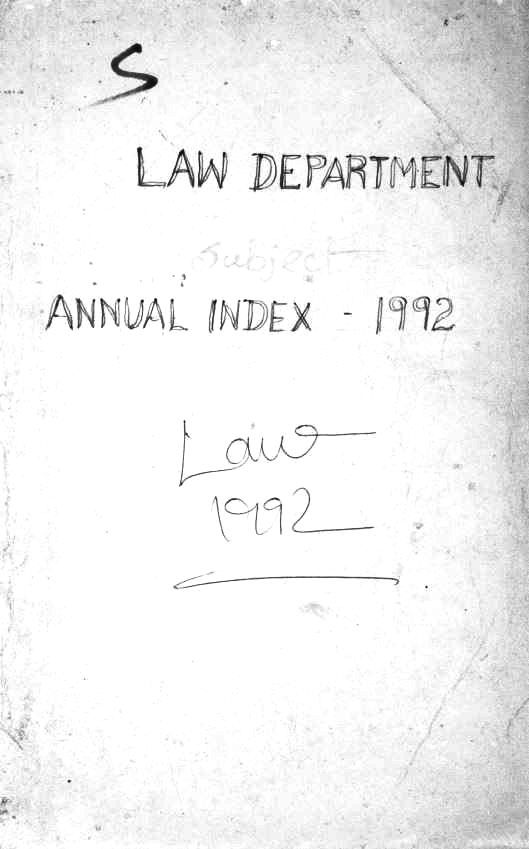 S
LAW DEPARTMENT
Subject
ANNUAL INDEX - 1992
Law
1992